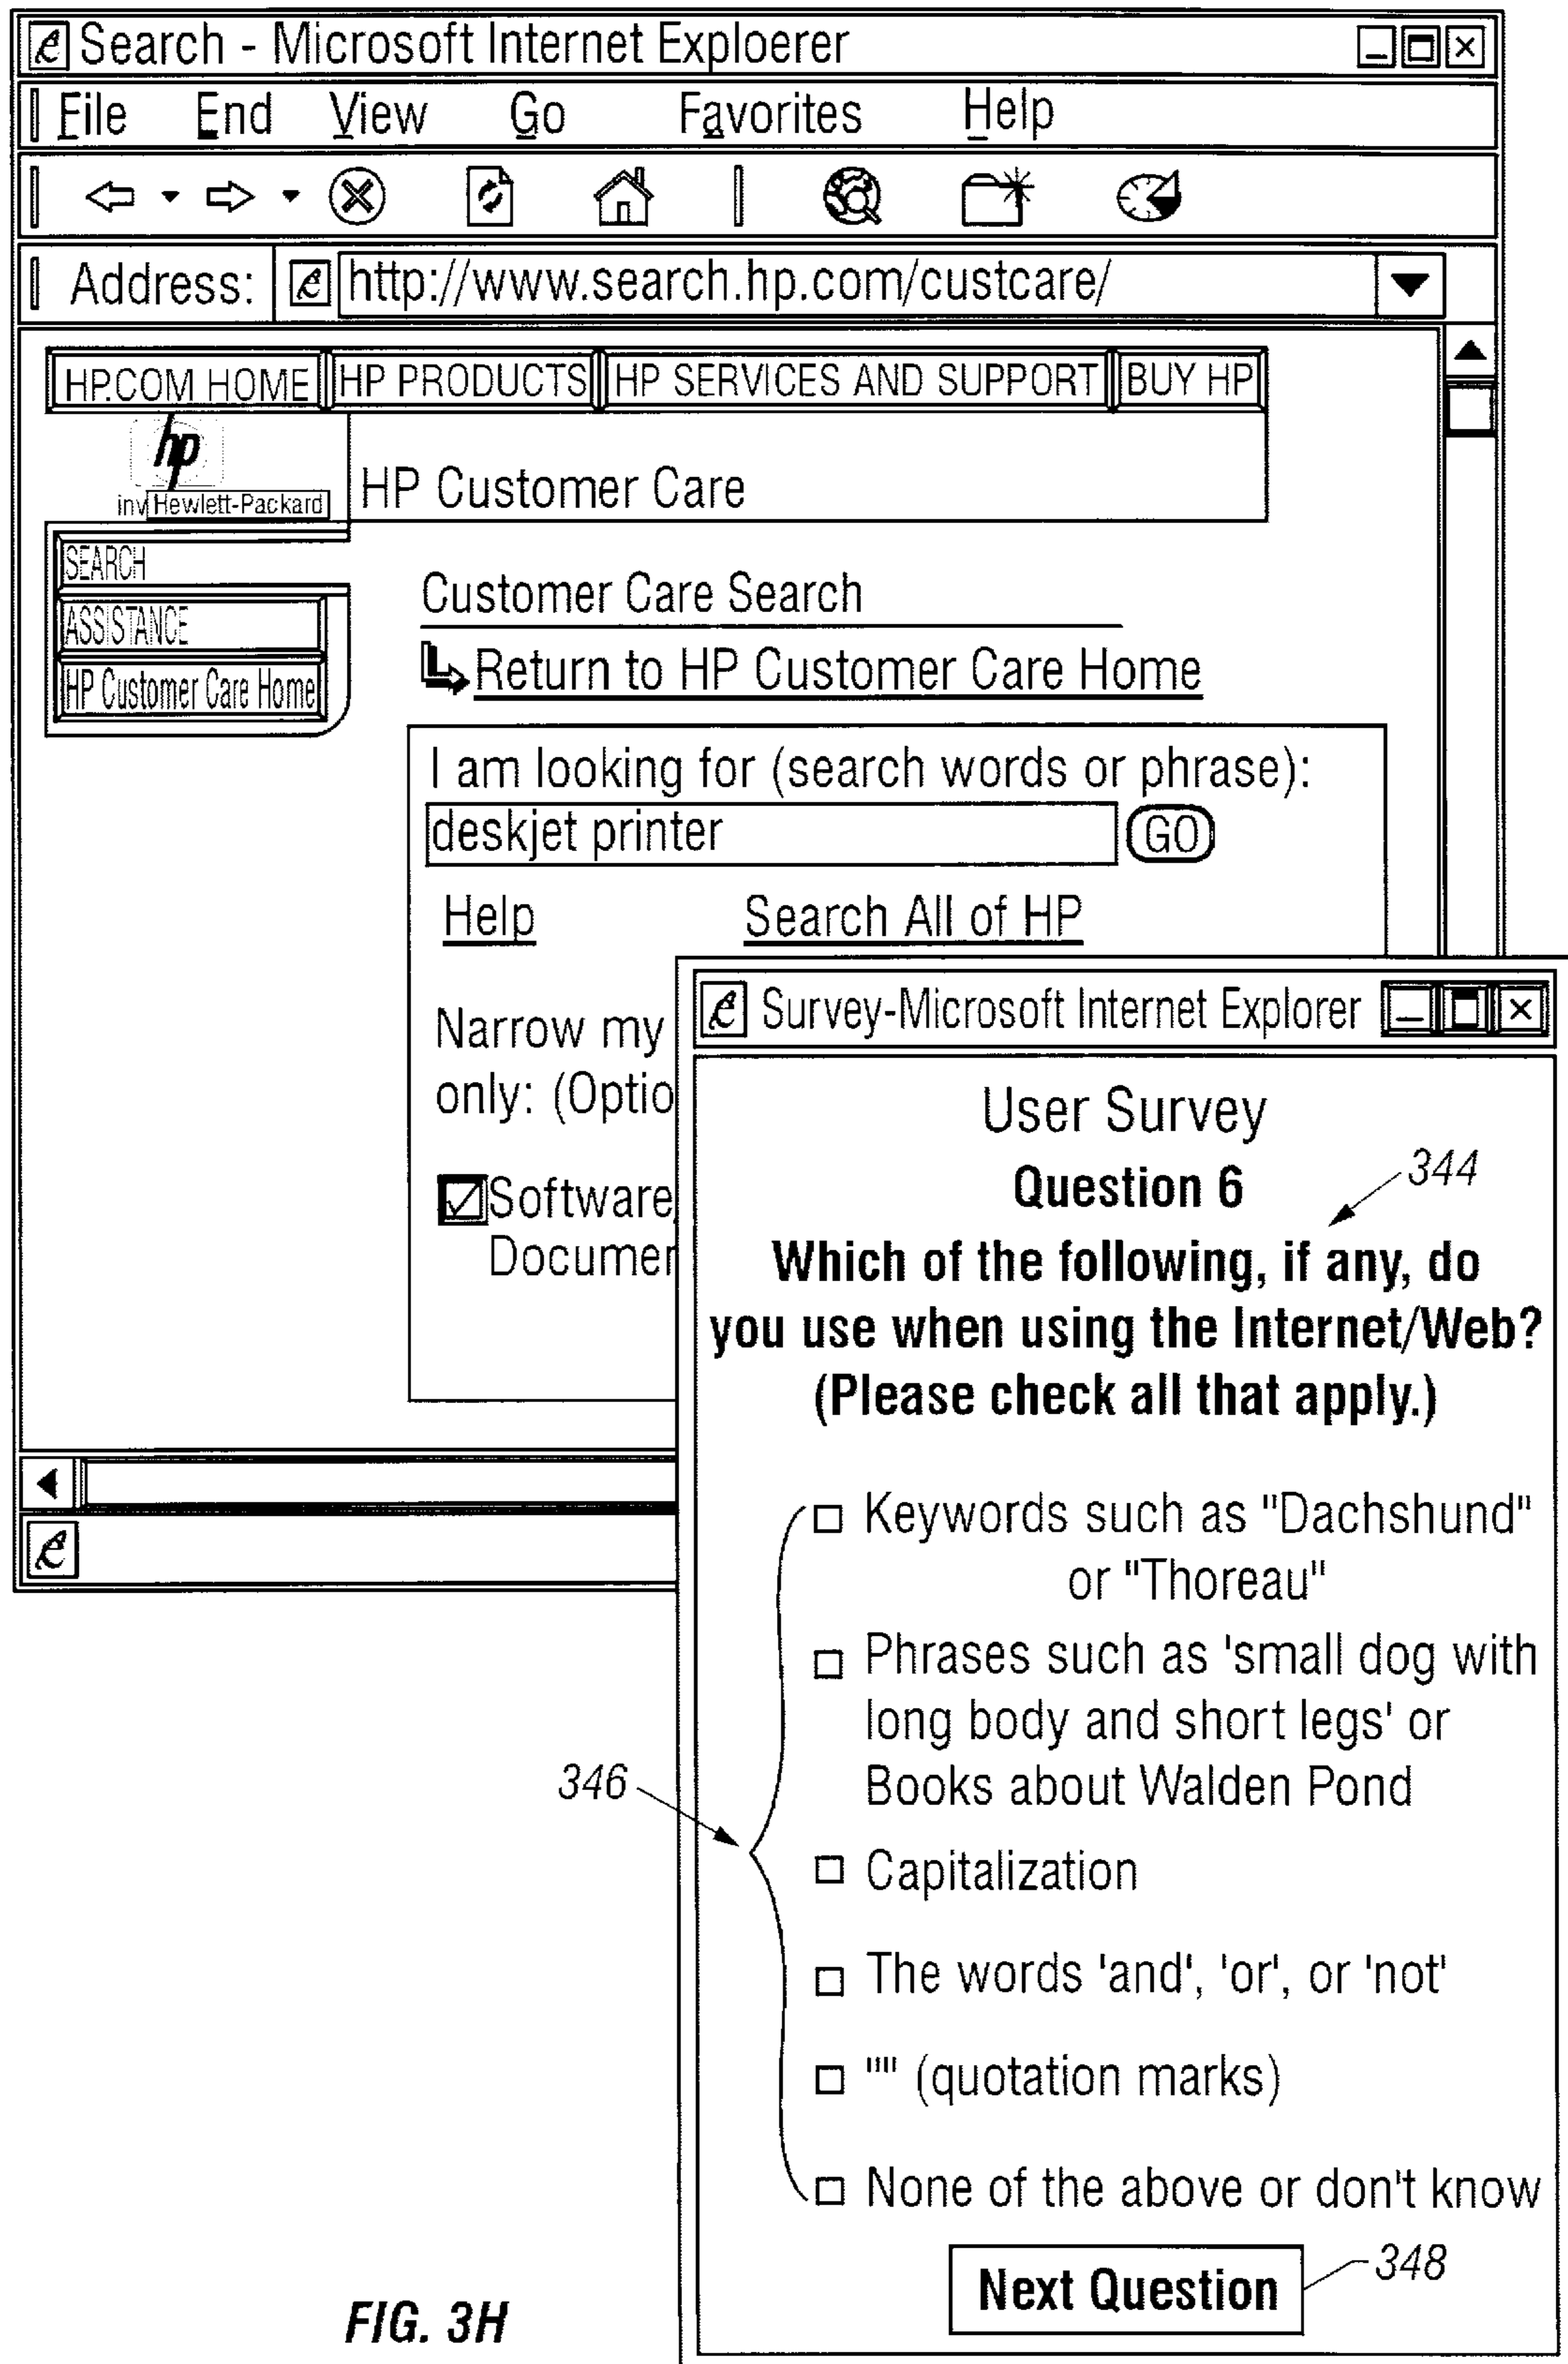 Search - Microsoft Internet Exploerer
File End View Go Favorites Help
Address: http://www.search.hp.com/custcare/
HP.COM HOME HP PRODUCTS HP SERVICES AND SUPPORT BUY HP
hp
inv Hewlett-Packard
HP Customer Care
SEARCH
ASSISTANCE
HP Customer Care Home
Customer Care Search
Return to HP Customer Care Home
I am looking for (search words or phrase):
deskjet printer GO
Help Search All of HP
Narrow my
only: (Optio
Software
Documen
Survey-Microsoft Internet Explorer
User Survey
Question 6
344
Which of the following, if any, do
you use when using the Internet/Web?
(Please check all that apply.)
346
Keywords such as "Dachshund"
or "Thoreau"
Phrases such as 'small dog with
long body and short legs' or
Books about Walden Pond
Capitalization
The words 'and', 'or', or 'not'
"" (quotation marks)
None of the above or don't know
Next Question
348
FIG. 3H